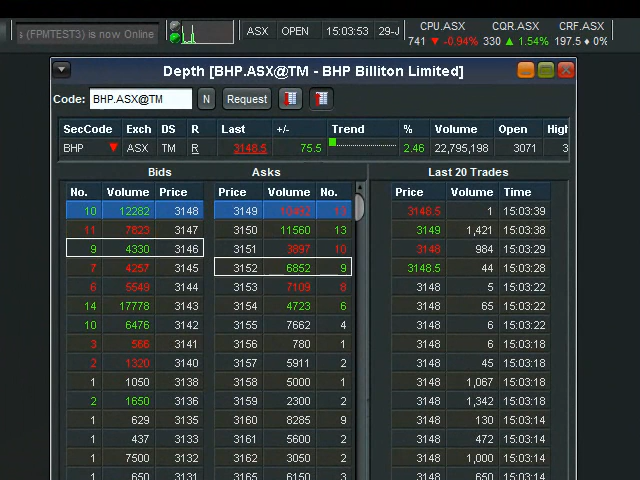 CPU.ASX CQR.ASX CRF.ASX
s (FPMTEST3) is now Online ASX OPEN 15:03:53 29-J
741 ▼ -0.94% 330 ▲ 1.54% 197.5 ♦ 0%
Depth [BHP.ASX@TM - BHP Billiton Limited]
Code: BHP.ASX@TM N Request
SecCode Exch DS R Last +/- Trend % Volume Open High
BHP ▼ ASX TM R 3148.5 75.5 2.46 22,795,198 3071 3
Bids Asks Last 20 Trades
No. Volume Price Price Volume No. Price Volume Time
10 12282 3148 3149 10452 13 3148.5 1 15:03:39
11 7823 3147 3150 11560 13 3149 1,421 15:03:38
9 4330 3146 3151 3897 10 3148 984 15:03:29
7 4257 3145 3152 6852 9 3148.5 44 15:03:28
6 5549 3144 3153 7109 8 3148 5 15:03:22
14 17778 3143 3154 4723 6 3148 65 15:03:22
10 6476 3142 3155 7662 4 3148 6 15:03:22
3 566 3141 3156 780 1 3148 6 15:03:18
2 1320 3140 3157 5911 2 3148 45 15:03:18
1 1050 3138 3158 5000 1 3148 1,067 15:03:18
2 1650 3136 3159 2300 2 3148 1,342 15:03:18
1 629 3135 3160 8285 9 3148 130 15:03:14
1 437 3133 3161 5600 2 3148 472 15:03:14
1 7500 3132 3162 3050 2 3148 1,000 15:03:14
1 650 3131 3165 6150 3 3148 650 15:03:14